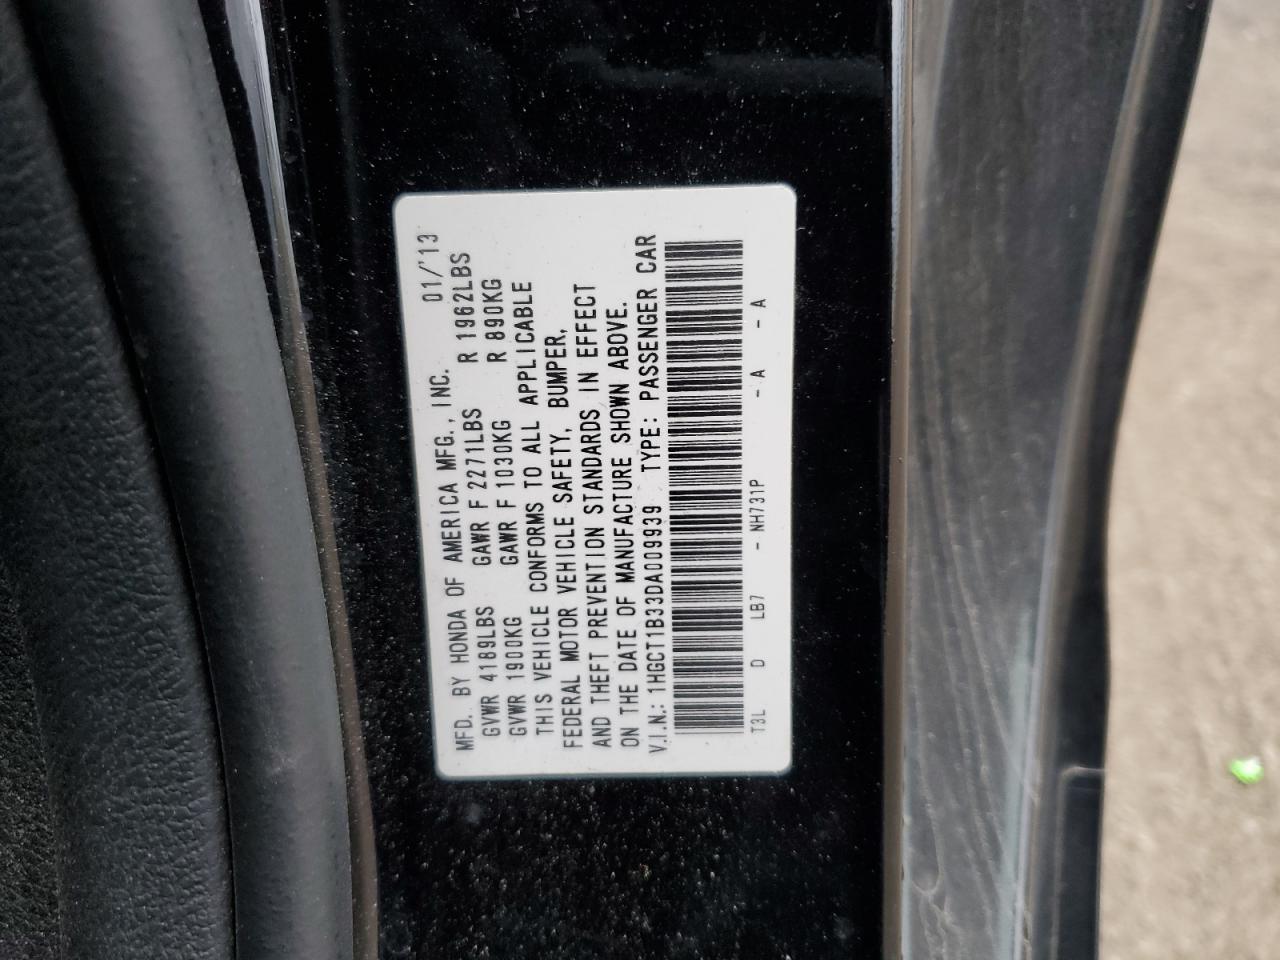 MFD. BY HONDA OF AMERICA MFG., INC. 01/'13
GVWR 4189LBS GAWR F 2271LBS R 1962LBS
GVWR 1900KG GAWR F 1030KG R 890KG
THIS VEHICLE CONFORMS TO ALL APPLICABLE
FEDERAL MOTOR VEHICLE SAFETY, BUMPER,
AND THEFT PREVENTION STANDARDS IN EFFECT
ON THE DATE OF MANUFACTURE SHOWN ABOVE.
V.I.N.: 1HGCT1B33DA009939 TYPE: PASSENGER CAR
T3L D LB7 - NH731P - A - A